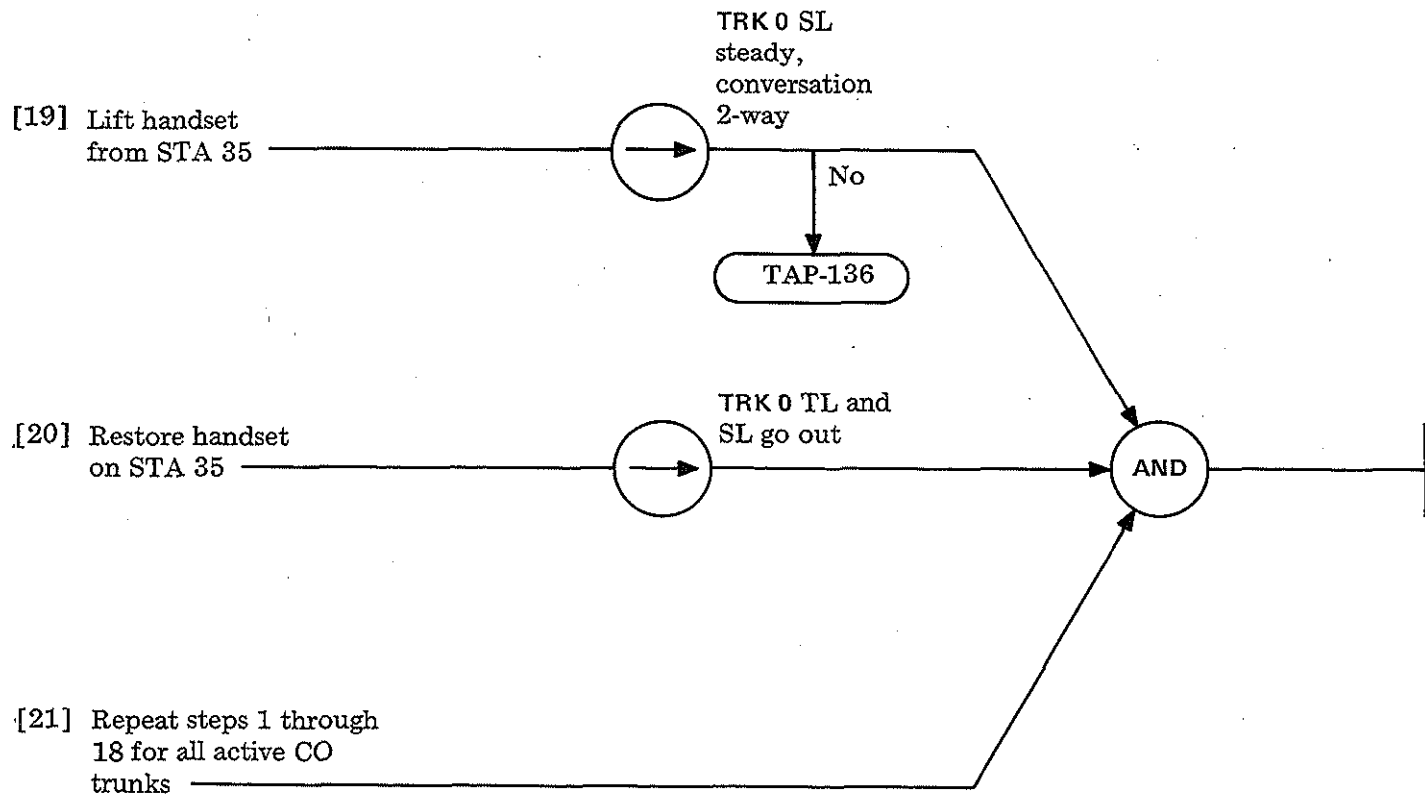 TRK 0 SL
steady,
conversation
2-way
[19] Lift handset
from STA 35
No
TAP-136
TRK 0 TL and
SL go out
[20] Restore handset
on STA 35
AND
[21] Repeat steps 1 through
18 for all active CO
trunks